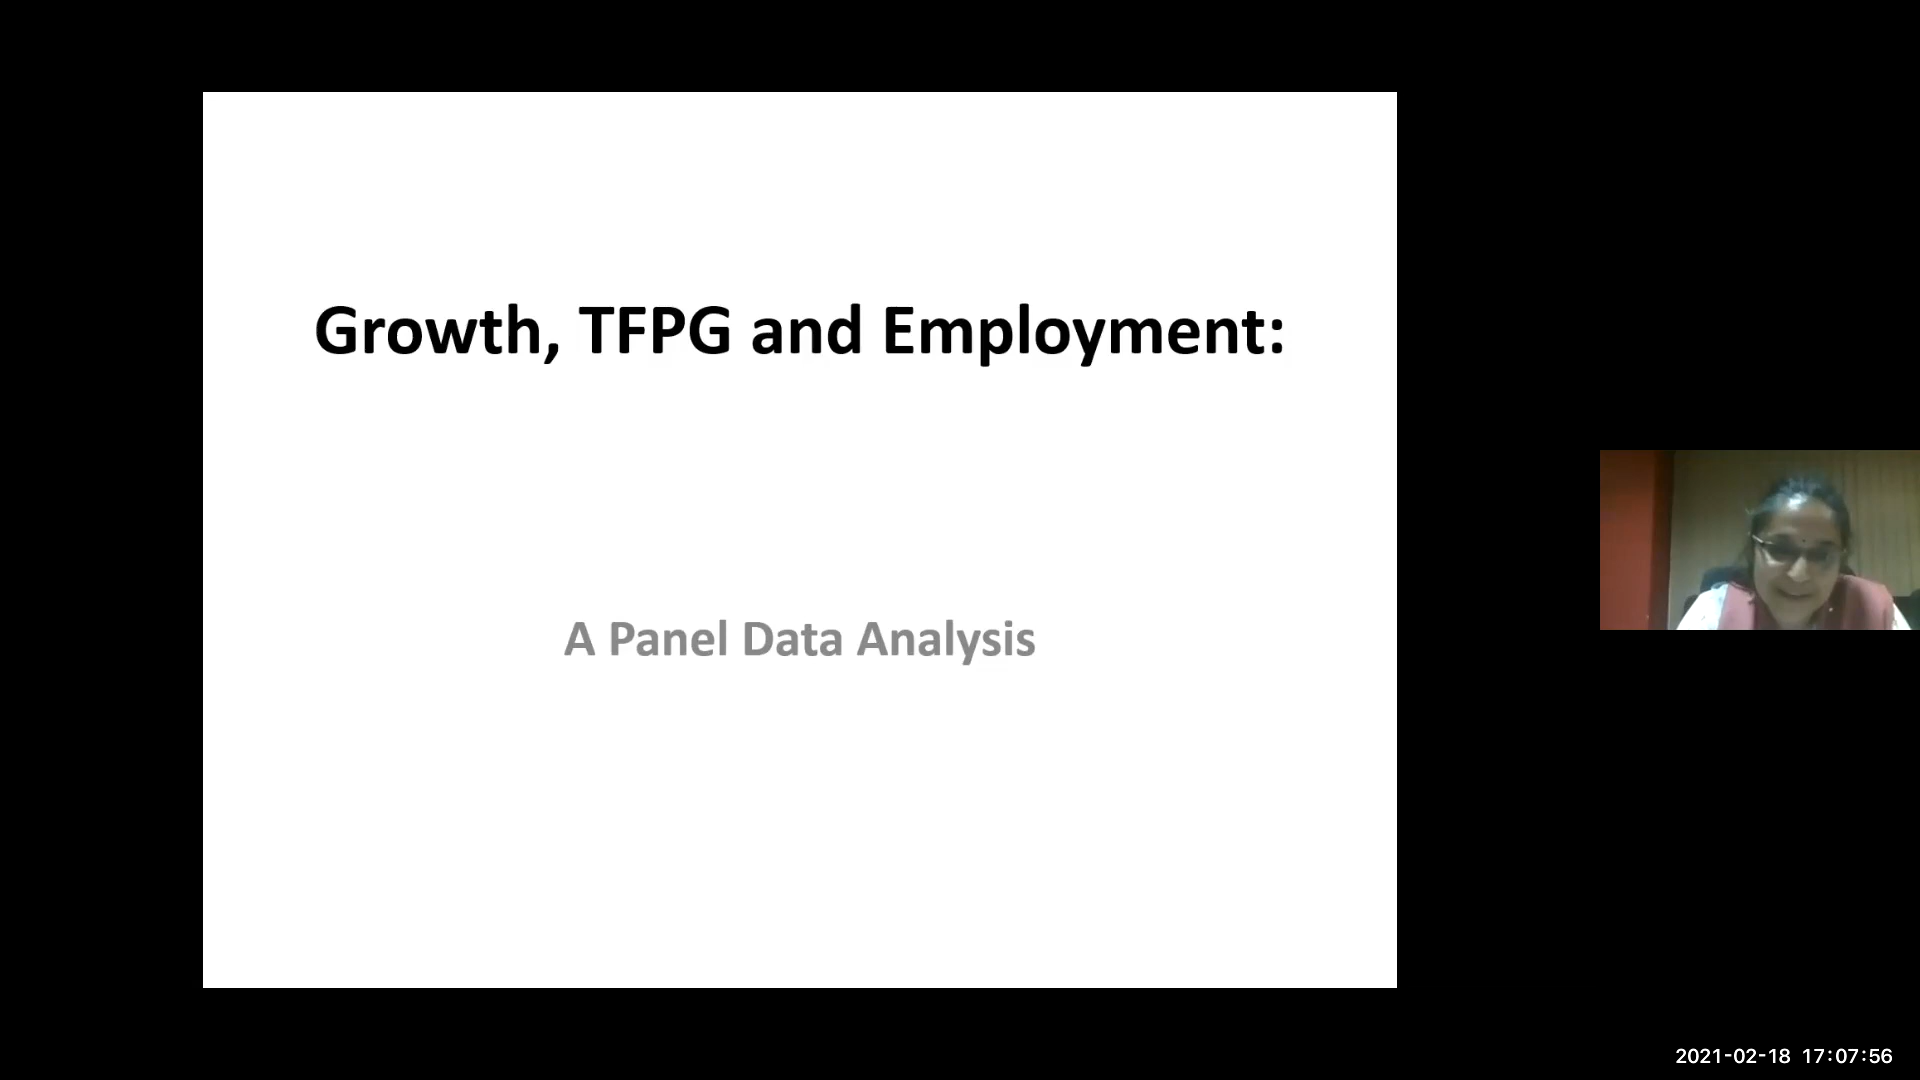 Growth, TFPG and Employment:
A Panel Data Analysis
2021-02-18 17:07:56